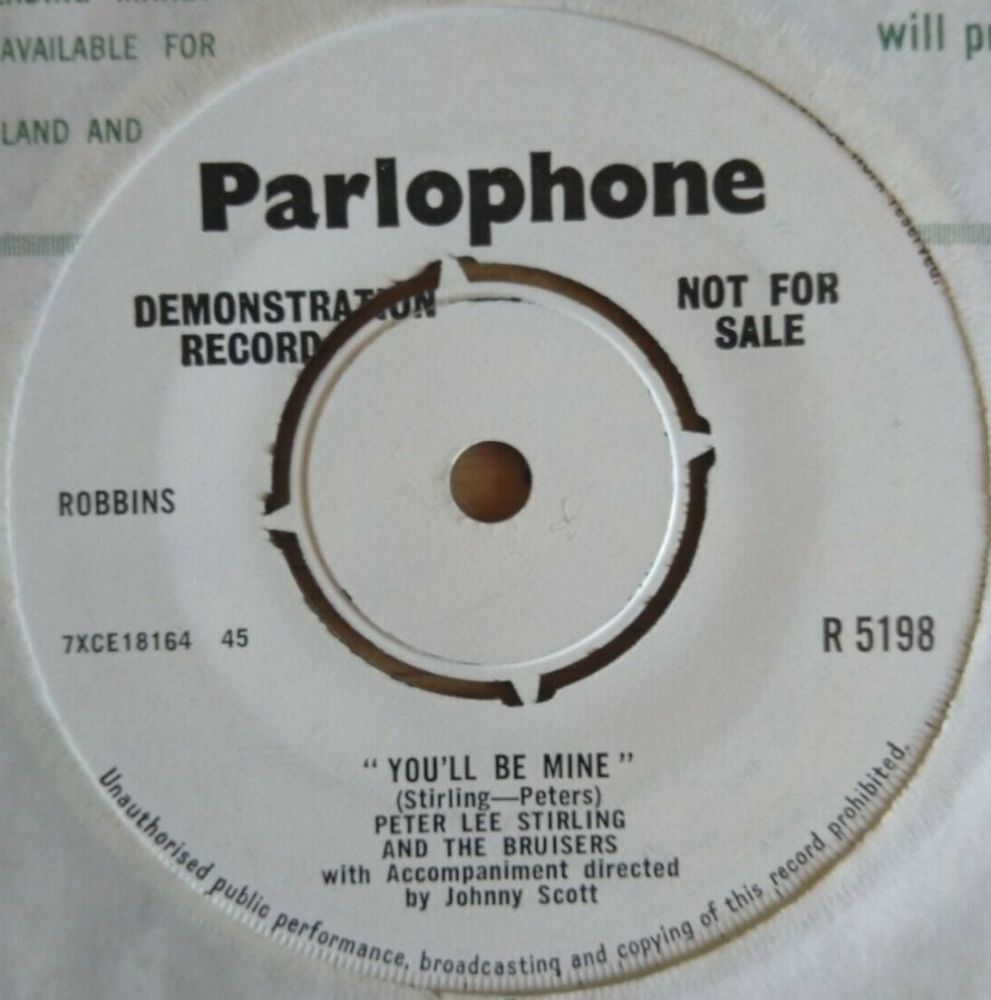 AVAILABLE FOR
LAND AND
will
Parlophone
DEMONSTRATION
RECORD
NOT FOR
SALE
ROBBINS
7XCE18164 45
R 5198
“ YOU'LL BE MINE ”
(Stirling—Peters)
PETER LEE STIRLING
AND THE BRUISERS
with Accompaniment directed
by Johnny Scott
Unauthorised public performance, broadcasting and copying of this record prohibited.